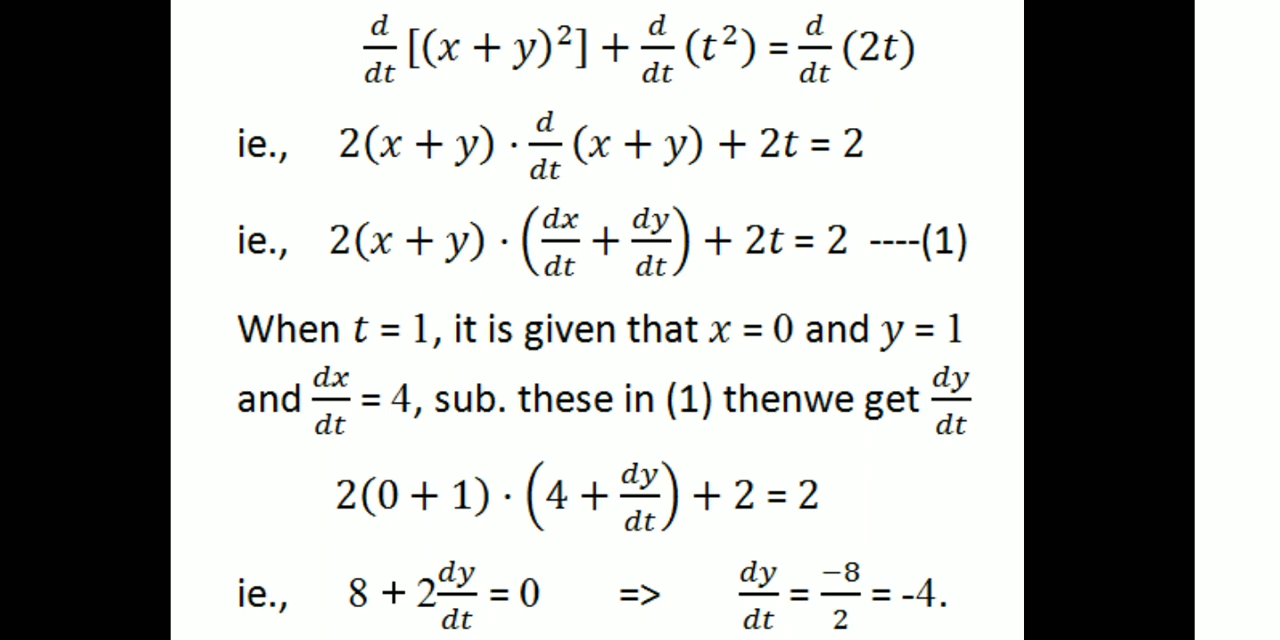 d/dt [(x + y)²] + d/dt (t²) = d/dt (2t)
ie., 2(x + y) · d/dt (x + y) + 2t = 2
ie., 2(x + y) · (dx/dt + dy/dt) + 2t = 2 ----(1)
When t = 1, it is given that x = 0 and y = 1
and dx/dt = 4, sub. these in (1) thenwe get dy/dt
2(0 + 1) · (4 + dy/dt) + 2 = 2
ie., 8 + 2 dy/dt = 0 => dy/dt = −8/2 = -4.